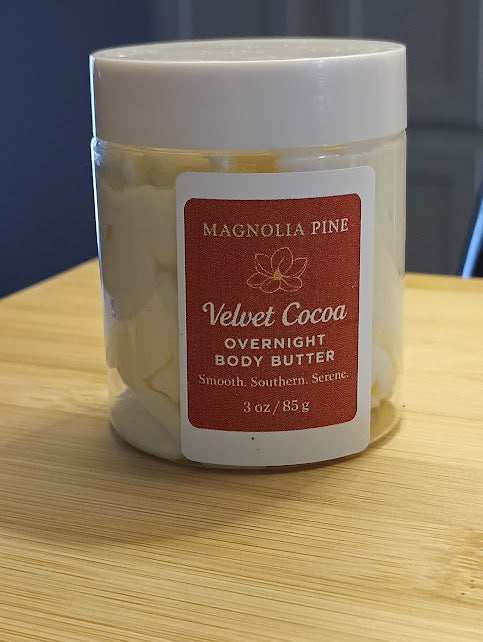 MAGNOLIA PINE
Velvet Cocoa
OVERNIGHT
BODY BUTTER
Smooth. Southern. Serene.
3 oz / 85 g